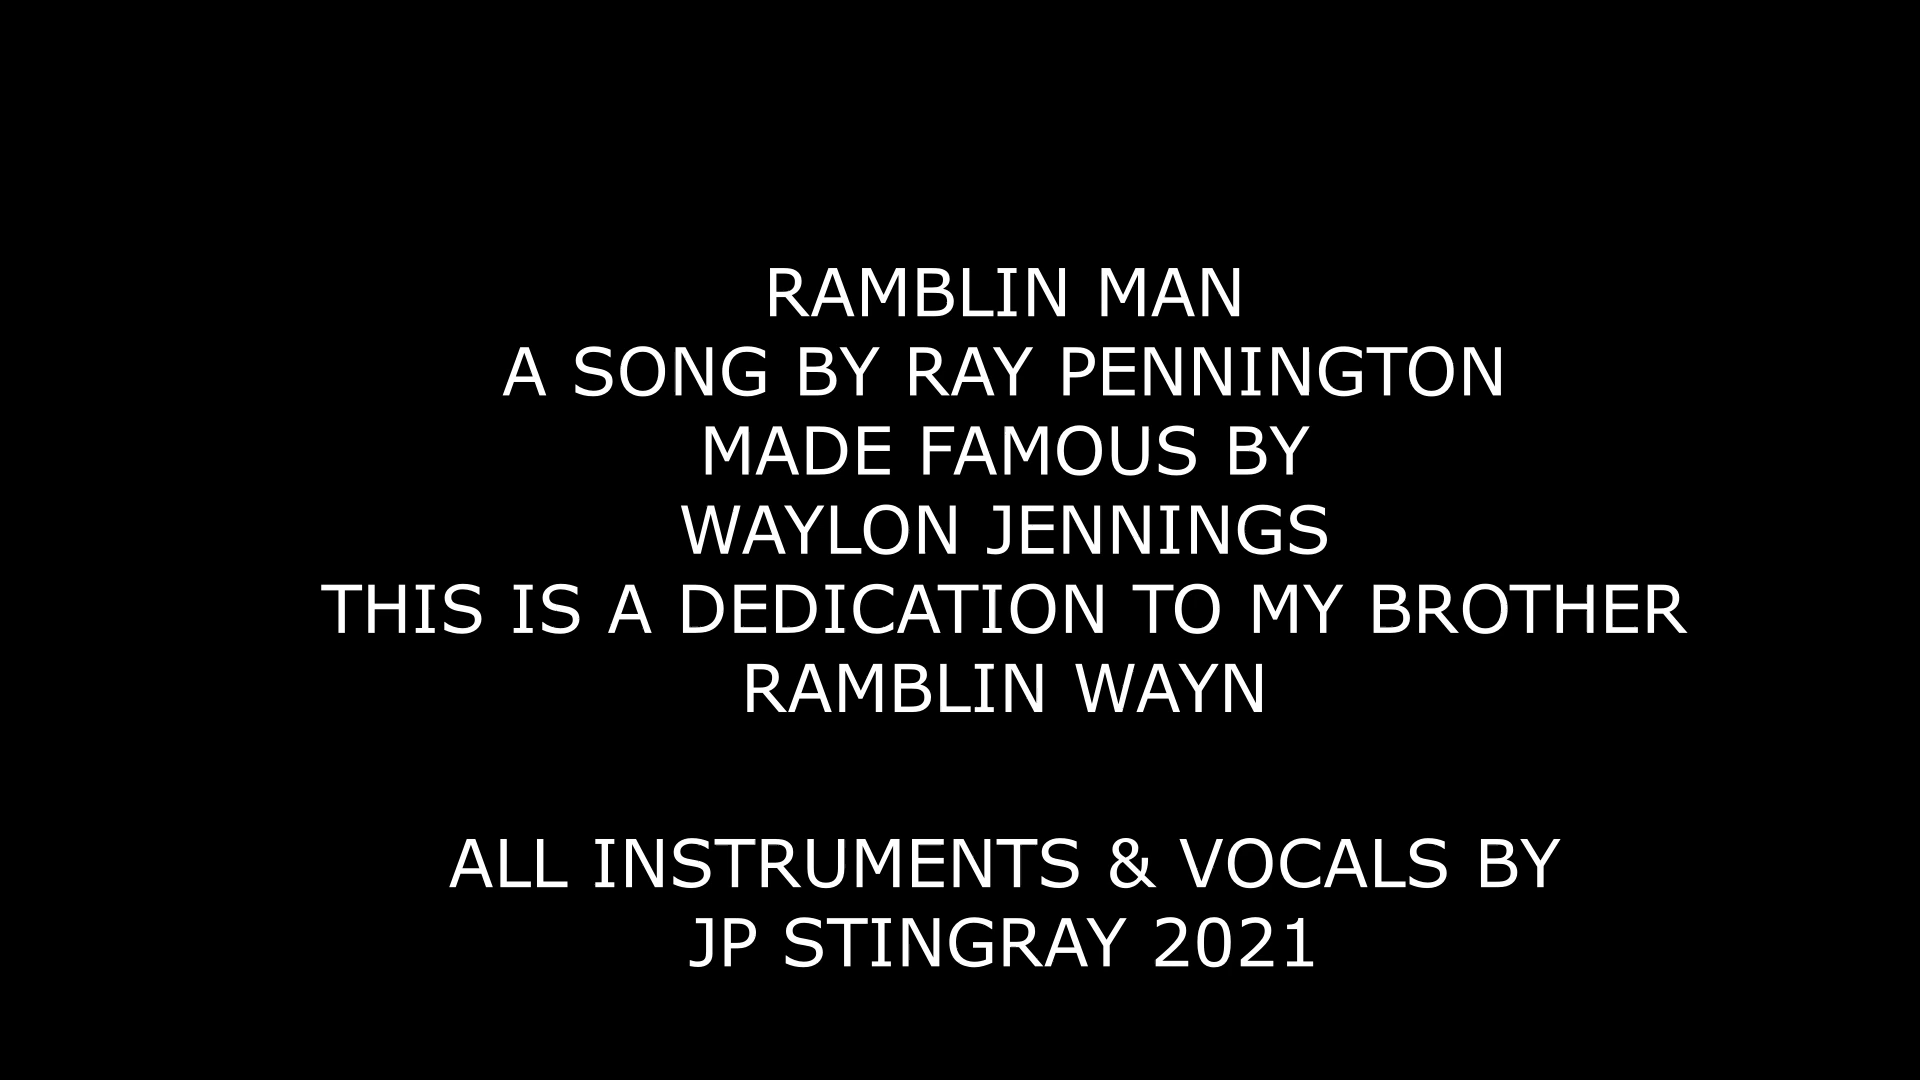 RAMBLIN MAN
A SONG BY RAY PENNINGTON
MADE FAMOUS BY
WAYLON JENNINGS
THIS IS A DEDICATION TO MY BROTHER
RAMBLIN WAYN
ALL INSTRUMENTS & VOCALS BY
JP STINGRAY 2021